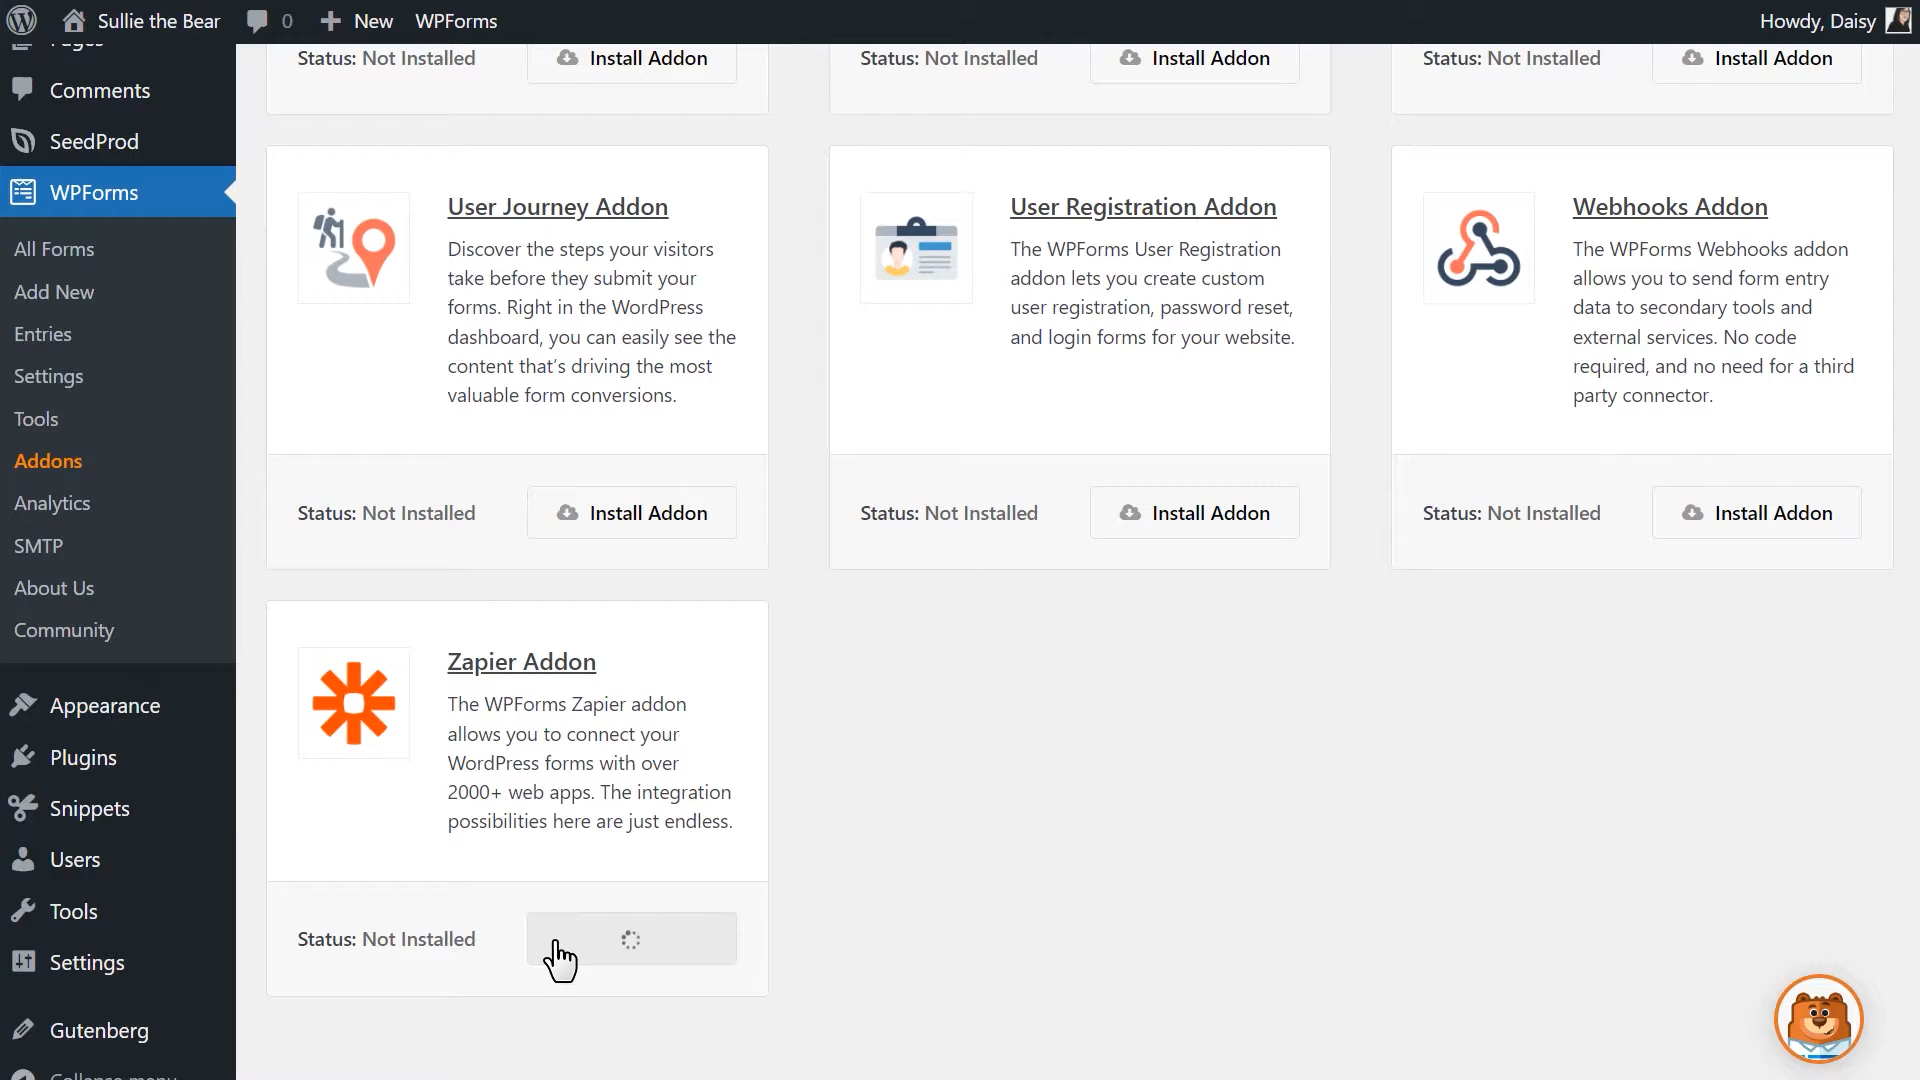 Sullie the Bear
0
New
WPForms
Howdy, Daisy
Pages
Comments
SeedProd
WPForms
All Forms
Add New
Entries
Settings
Tools
Addons
Analytics
SMTP
About Us
Community
Appearance
Plugins
Snippets
Users
Tools
Settings
Gutenberg
Collapse menu
Status: Not Installed
Install Addon
Status: Not Installed
Install Addon
Status: Not Installed
Install Addon
User Journey Addon
Discover the steps your visitors
take before they submit your
forms. Right in the WordPress
dashboard, you can easily see the
content that’s driving the most
valuable form conversions.
Status: Not Installed
Install Addon
User Registration Addon
The WPForms User Registration
addon lets you create custom
user registration, password reset,
and login forms for your website.
Status: Not Installed
Install Addon
Webhooks Addon
The WPForms Webhooks addon
allows you to send form entry
data to secondary tools and
external services. No code
required, and no need for a third
party connector.
Status: Not Installed
Install Addon
Zapier Addon
The WPForms Zapier addon
allows you to connect your
WordPress forms with over
2000+ web apps. The integration
possibilities here are just endless.
Status: Not Installed